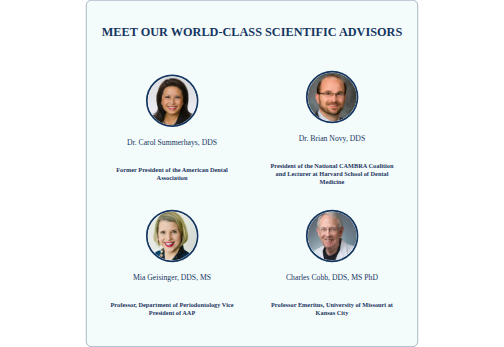 MEET OUR WORLD-CLASS SCIENTIFIC ADVISORS
Dr. Carol Summerhays, DDS
Former President of the American Dental
Association
Dr. Brian Novy, DDS
President of the National CAMBRA Coalition
and Lecturer at Harvard School of Dental
Medicine
Mia Geisinger, DDS, MS
Professor, Department of Periodontology Vice
President of AAP
Charles Cobb, DDS, MS PhD
Professor Emeritus, University of Missouri at
Kansas City